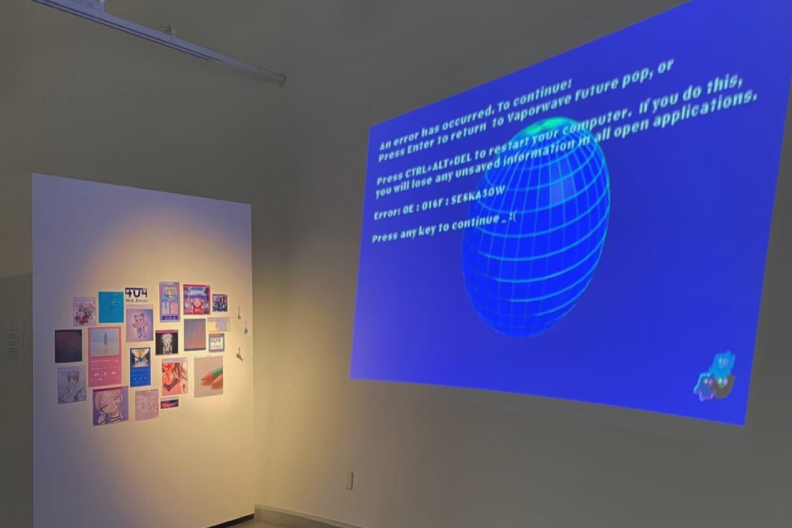 An error has occurred. To continue:
Press Enter to return to Vaporwave Future pop, or
Press CTRL+ALT+DEL to restart your computer. If you do this,
you will lose any unsaved information in all open applications.
Error: 0E : 016F : SE8KA3OW
Press any key to continue_ :(
404